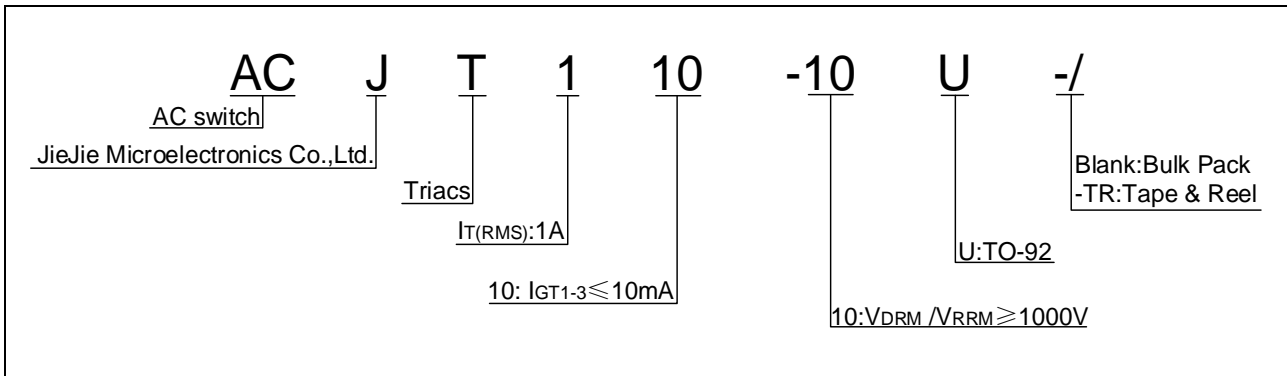 AC J T 1 10 -10 U -/
AC switch
JieJie Microelectronics Co.,Ltd.
Triacs
IT(RMS):1A
10: IGT1-3≤10mA
Blank:Bulk Pack
-TR:Tape & Reel
U:TO-92
10:VDRM /VRRM≥1000V